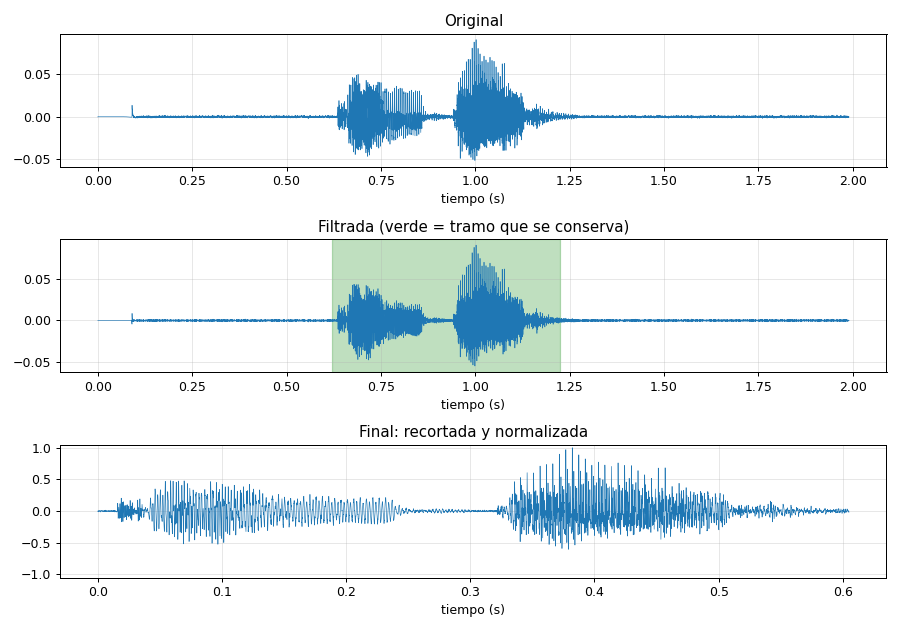 Original
0.05
0.00
−0.05
0.00 0.25 0.50 0.75 1.00 1.25 1.50 1.75 2.00
tiempo (s)
Filtrada (verde = tramo que se conserva)
0.05
0.00
−0.05
0.00 0.25 0.50 0.75 1.00 1.25 1.50 1.75 2.00
tiempo (s)
Final: recortada y normalizada
1.0
0.5
0.0
−0.5
−1.0
0.0 0.1 0.2 0.3 0.4 0.5 0.6
tiempo (s)